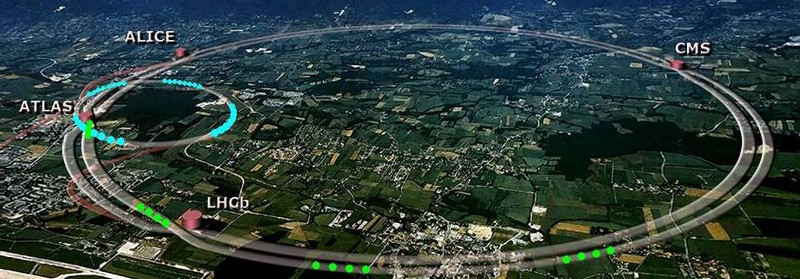 ALICE
CMS
ATLAS
LHCb